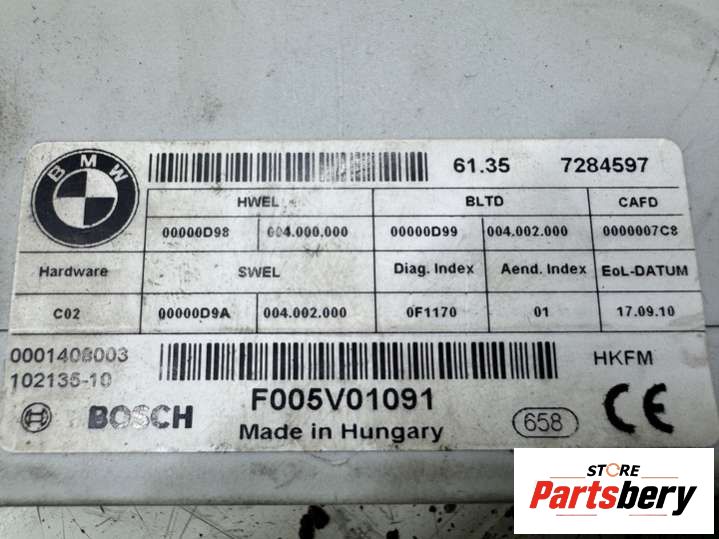 BMW
61.35 7284597
HWEL BLTD CAFD
00000D98 004.000.000 00000D99 004.002.000 0000007C8
Hardware SWEL Diag. Index Aend. Index EoL-DATUM
C02 00000D9A 004.002.000 0F1170 01 17.09.10
0001408003 HKFM
102135-10
BOSCH F005V01091 658 CE
Made in Hungary
STORE
Partsbery